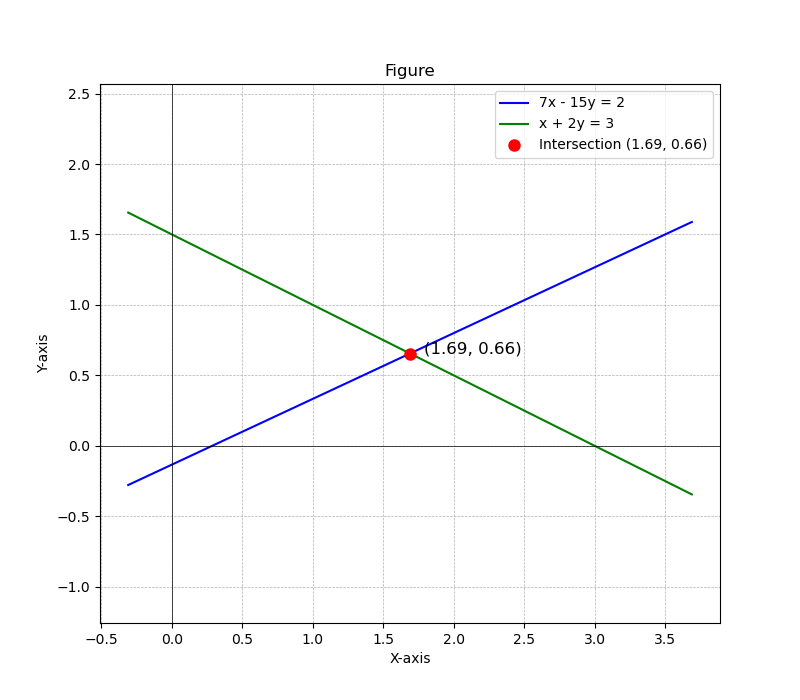 Figure
7x - 15y = 2
x + 2y = 3
Intersection (1.69, 0.66)
2.5
2.0
1.5
1.0
0.5
0.0
−0.5
−1.0
(1.69, 0.66)
Y-axis
−0.5 0.0 0.5 1.0 1.5 2.0 2.5 3.0 3.5
X-axis